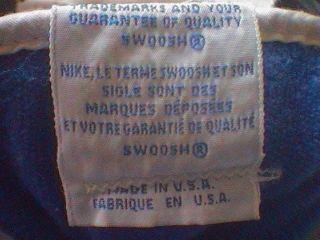 TRADEMARKS AND YOUR
GUARANTEE OF QUALITY
SWOOSH®
NIKE, LE TERME SWOOSH ET SON
SIGLE SONT DES
MARQUES DÉPOSÉES
ET VOTRE GARANTIE DE QUALITÉ
SWOOSH®
MADE IN U.S.A.
FABRIQUE EN U.S.A.